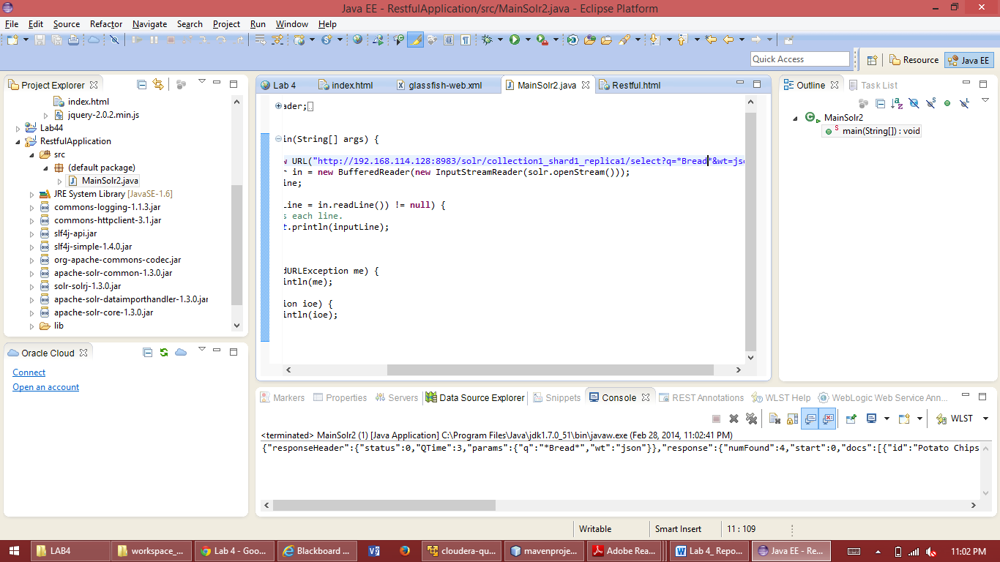 Java EE - RestfulApplication/src/MainSolr2.java - Eclipse Platform
File Edit Source Refactor Navigate Search Project Run Window Help
Quick Access
Resource
Java EE
Project Explorer
index.html
jquery-2.0.2.min.js
Lab44
RestfulApplication
src
(default package)
MainSolr2.java
JRE System Library [JavaSE-1.6]
commons-logging-1.1.3.jar
commons-httpclient-3.1.jar
slf4j-api.jar
slf4j-simple-1.4.0.jar
org-apache-commons-codec.jar
apache-solr-common-1.3.0.jar
solr-solrj-1.3.0.jar
apache-solr-dataimporthandler-1.3.0.jar
apache-solr-core-1.3.0.jar
lib
Oracle Cloud
Connect
Open an account
Lab 4 index.html glassfish-web.xml MainSolr2.java Restful.html
ader;
in(String[] args) {
URL("http://192.168.114.128:8983/solr/collection1_shard1_replica1/select?q=*Bread*&wt=jso
r in = new BufferedReader(new InputStreamReader(solr.openStream()));
ine;
Line = in.readLine()) != null) {
s each line.
t.println(inputLine);
dURLException me) {
intln(me);
ion ioe) {
intln(ioe);
Outline Task List
MainSolr2
main(String[]) : void
Markers Properties Servers Data Source Explorer Snippets Console REST Annotations WLST Help WebLogic Web Service Ann...
WLST
<terminated> MainSolr2 (1) [Java Application] C:\Program Files\Java\jdk1.7.0_51\bin\javaw.exe (Feb 28, 2014, 11:02:41 PM)
{"responseHeader":{"status":0,"QTime":3,"params":{"q":"*Bread*","wt":"json"}},"response":{"numFound":4,"start":0,"docs":[{"id":"Potato Chips
Writable Smart Insert 11 : 109
LAB4 workspace_... Lab 4 - Goo... Blackboard ... cloudera-qu... mavenproje... Adobe Rea... Lab 4_ Repo... Java EE - Re... 11:02 PM